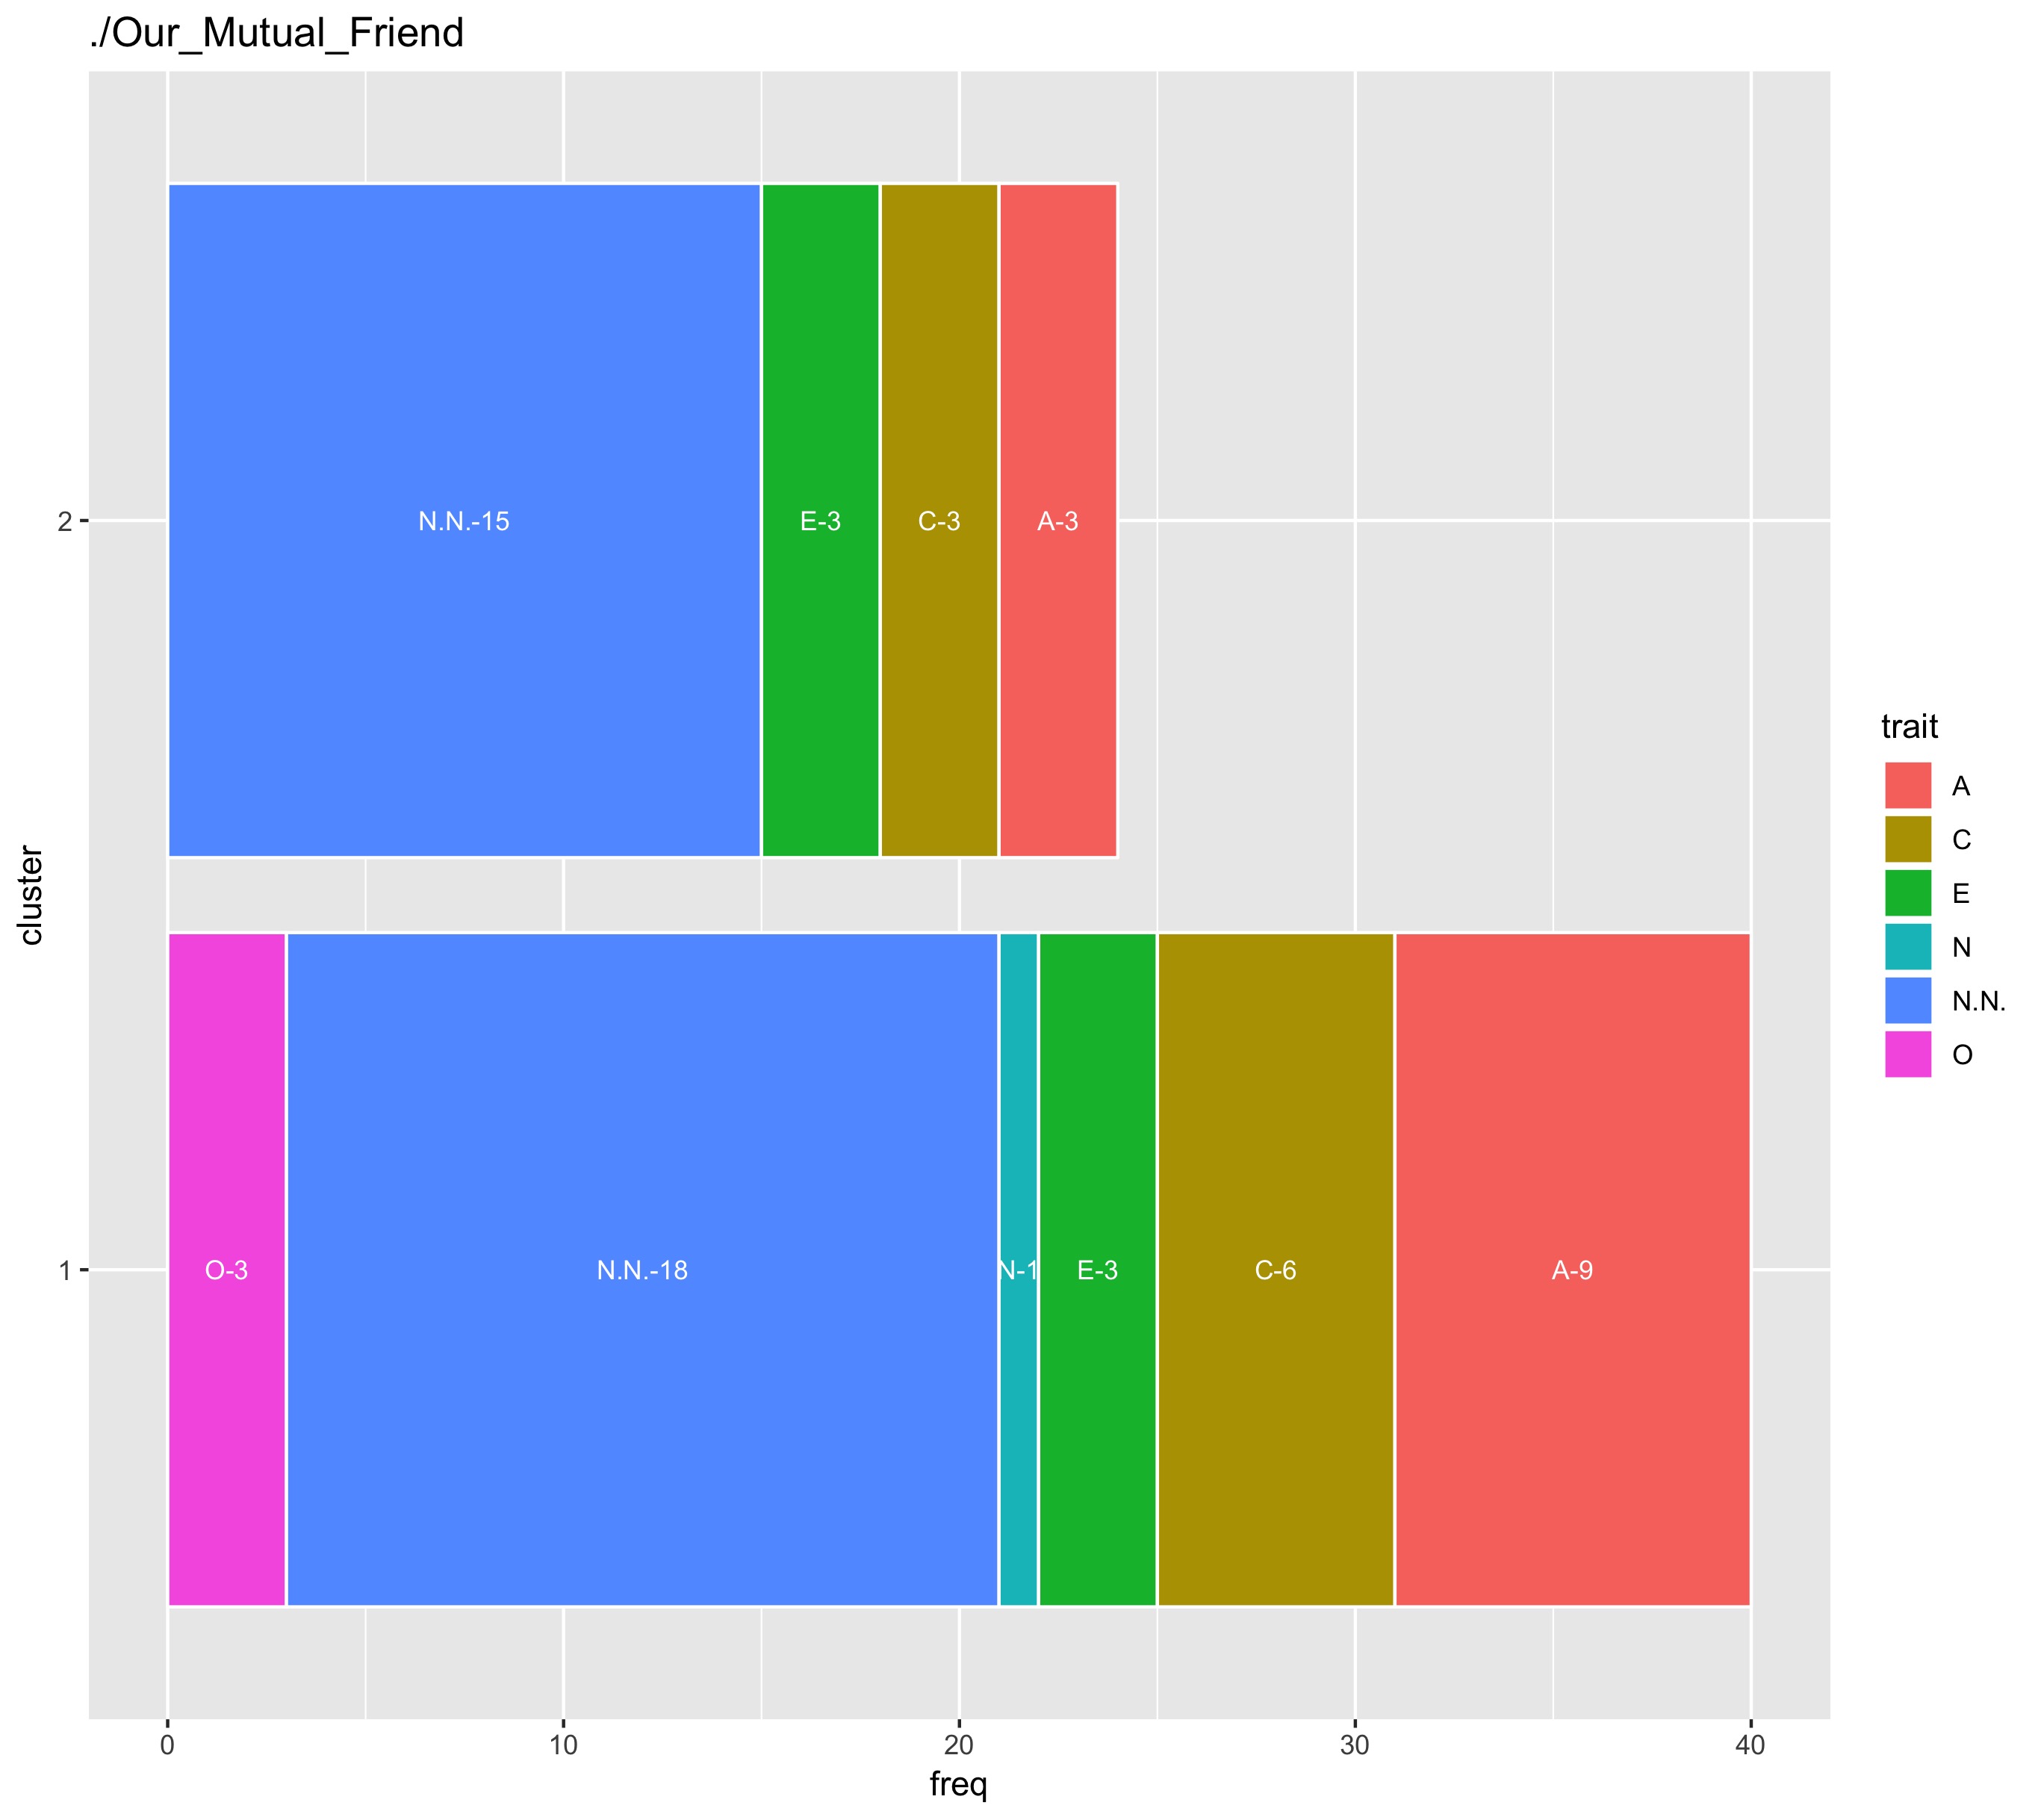 ./Our_Mutual_Friend
2
N.N.-15 E-3 C-3 A-3
cluster
1
O-3 N.N.-18 N-1 E-3 C-6 A-9
0 10 20 30 40
freq
trait
A
C
E
N
N.N.
O